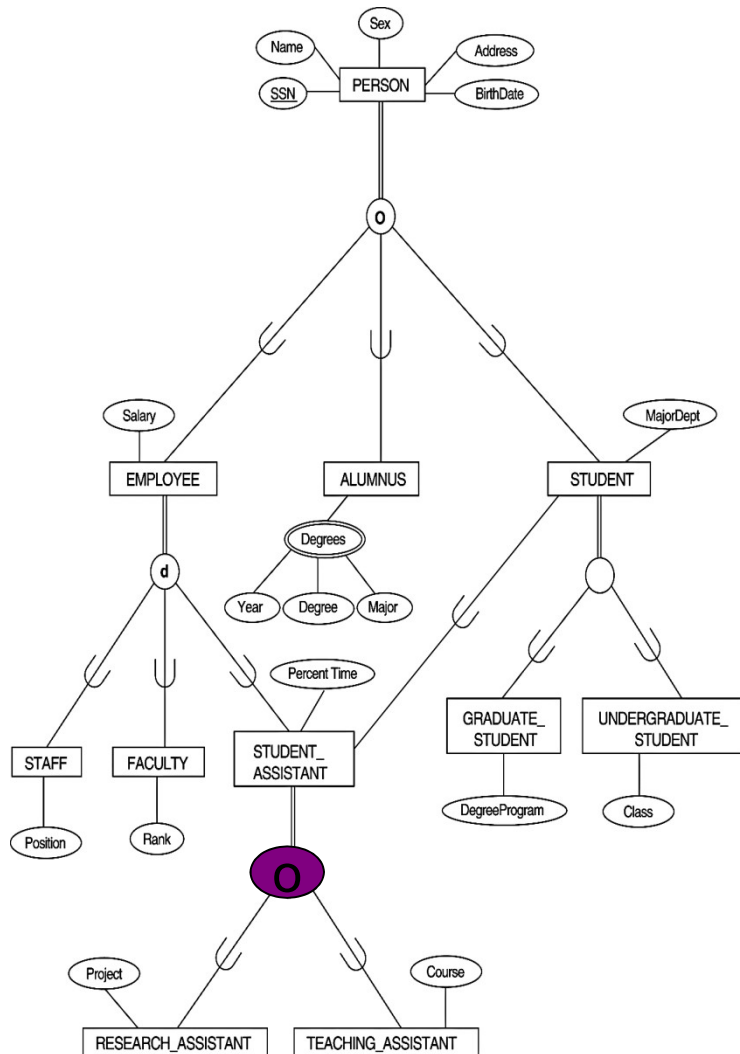 Sex
Name
Address
PERSON
SSN
BirthDate
O
Salary
MajorDept
EMPLOYEE
ALUMNUS
STUDENT
Degrees
d
Year
Degree
Major
Percent Time
GRADUATE_
STUDENT
UNDERGRADUATE_
STUDENT
STAFF
FACULTY
STUDENT_
ASSISTANT
DegreeProgram
Class
Position
Rank
O
Project
Course
RESEARCH_ASSISTANT
TEACHING_ASSISTANT